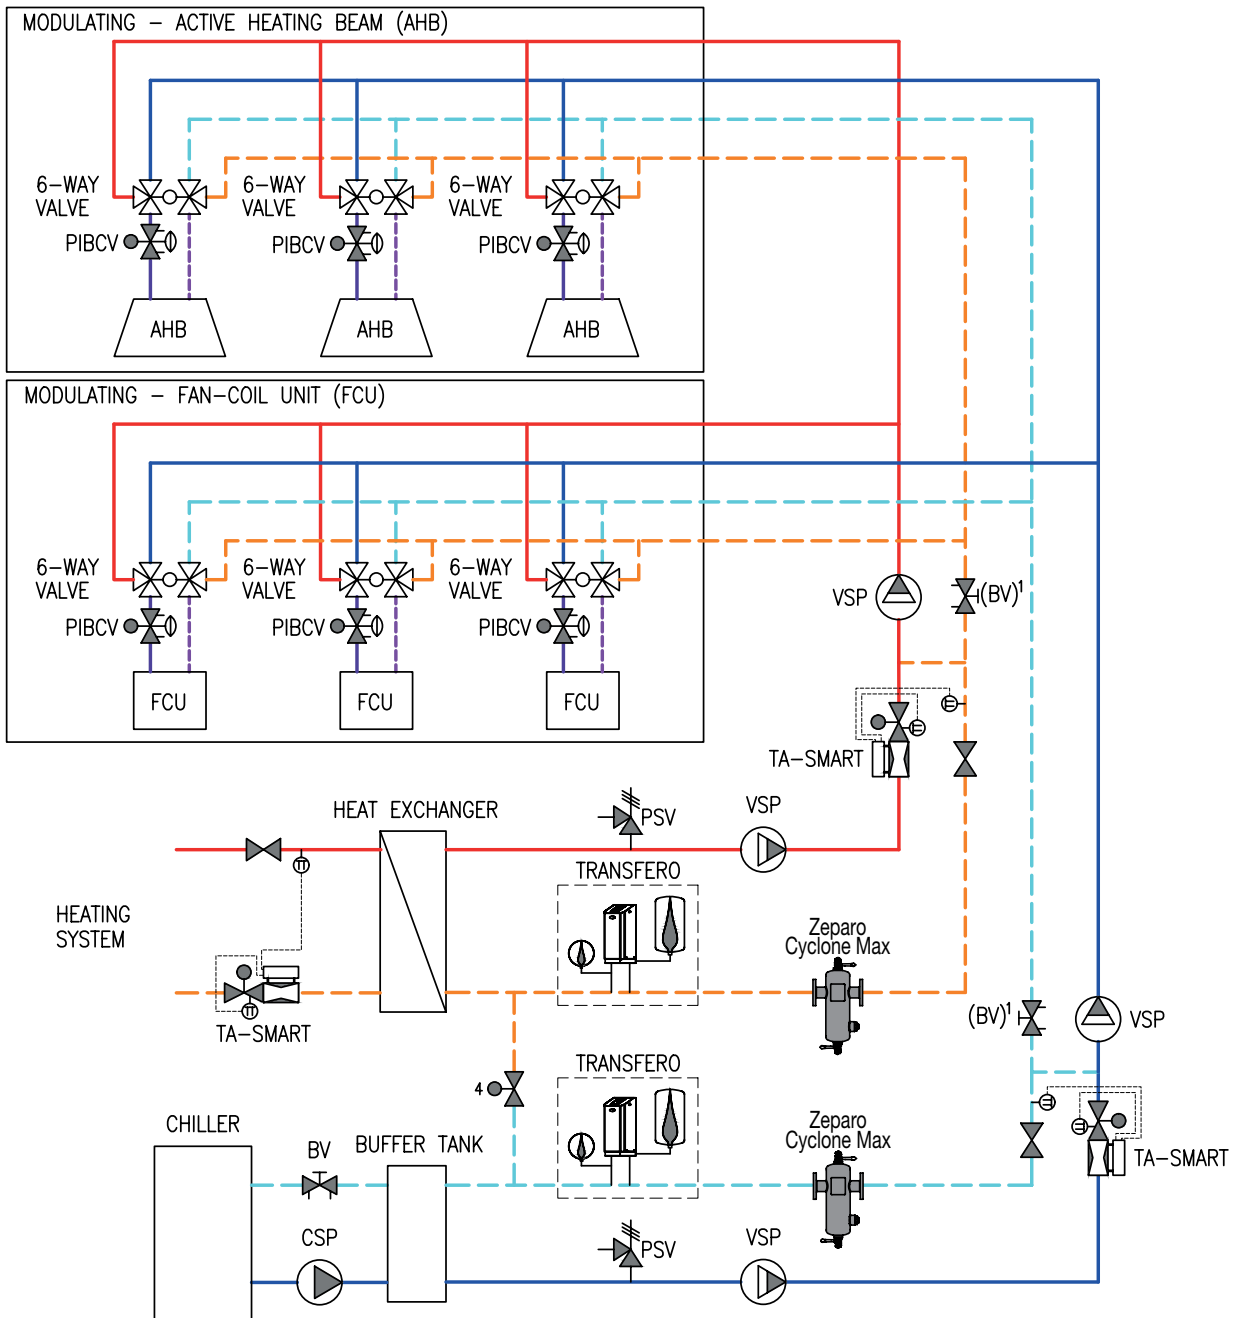 MODULATING – ACTIVE HEATING BEAM (AHB)
6–WAY
VALVE
6–WAY
VALVE
6–WAY
VALVE
PIBCV
PIBCV
PIBCV
AHB
AHB
AHB
MODULATING – FAN–COIL UNIT (FCU)
6–WAY
VALVE
6–WAY
VALVE
6–WAY
VALVE
PIBCV
PIBCV
PIBCV
FCU
FCU
FCU
VSP
(BV)¹
TA–SMART
HEAT EXCHANGER
PSV
VSP
TRANSFERO
HEATING
SYSTEM
Zeparo
Cyclone Max
TA–SMART
(BV)¹
VSP
TRANSFERO
4
CHILLER
BV
BUFFER TANK
Zeparo
Cyclone Max
TA–SMART
CSP
PSV
VSP